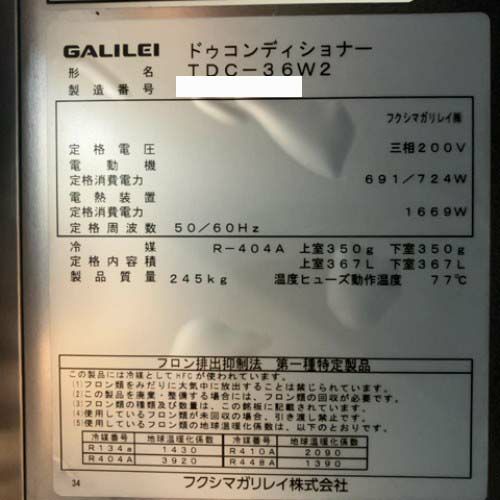 GALILEI ドゥコンディショナー
形名 TDC-36W2
製造番号
フクシマガリレイ㈱
定格電圧 三相200V
電動機
定格消費電力 691/724W
電熱装置
定格消費電力 1669W
定格周波数 50/60Hz
冷媒 R-404A 上室350g 下室350g
定格内容積 上室367L 下室367L
製品質量 245kg 温度ヒューズ動作温度 77℃
フロン排出抑制法 第一種特定製品
この製品には冷媒としてHFCが使われています。
(1)フロン類をみだりに大気中に放出することは禁じられています。
(2)この製品を廃棄・整備する場合には、フロン類の回収が必要です。
(3)フロン類の種類及び数量は、この銘板に記載されています。
(4)使用しているフロン類が未回収の場合、引き渡し禁止です。
(5)使用しているフロン類の地球温暖化係数は、以下のとおりです。
冷媒番号 地球温暖化係数 冷媒番号 地球温暖化係数
R134a 1430 R410A 2090
R404A 3920 R448A 1390
34 フクシマガリレイ株式会社